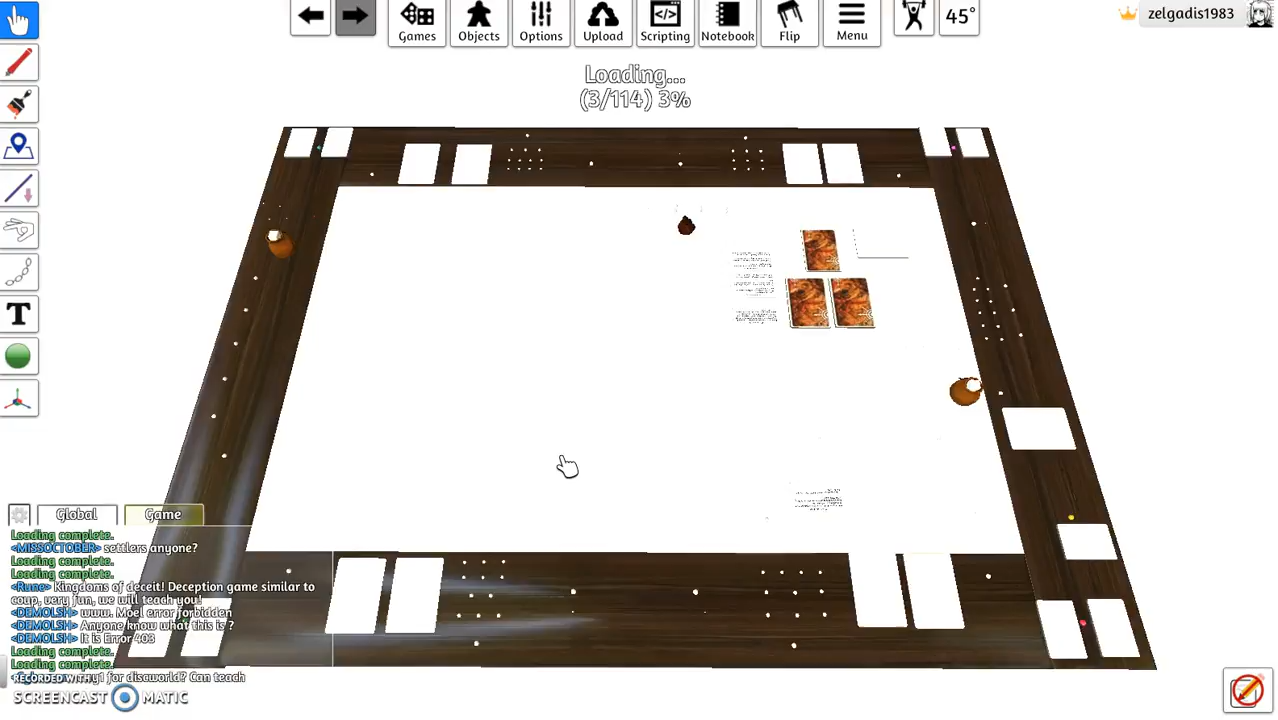 Games
Objects
Options
Upload
Scripting
Notebook
Flip
Menu
45°
zelgadis1983
Loading...
(3/114) 3%
T
Global
Game
Loading complete.
<MISSOCTOBER> settlers anyone?
Loading complete.
Loading complete.
<Rune> Kingdoms of deceit! Deception game similar to
coup, very fun, we will teach you!
<DEMOLSH> www. Moel error forbidden
<DEMOLSH> Anyone know what this is ?
<DEMOLSH> It is Error 403
Loading complete.
Loading complete.
1 for discworld? Can teach
RECORDED WITH
SCREENCAST MATIC